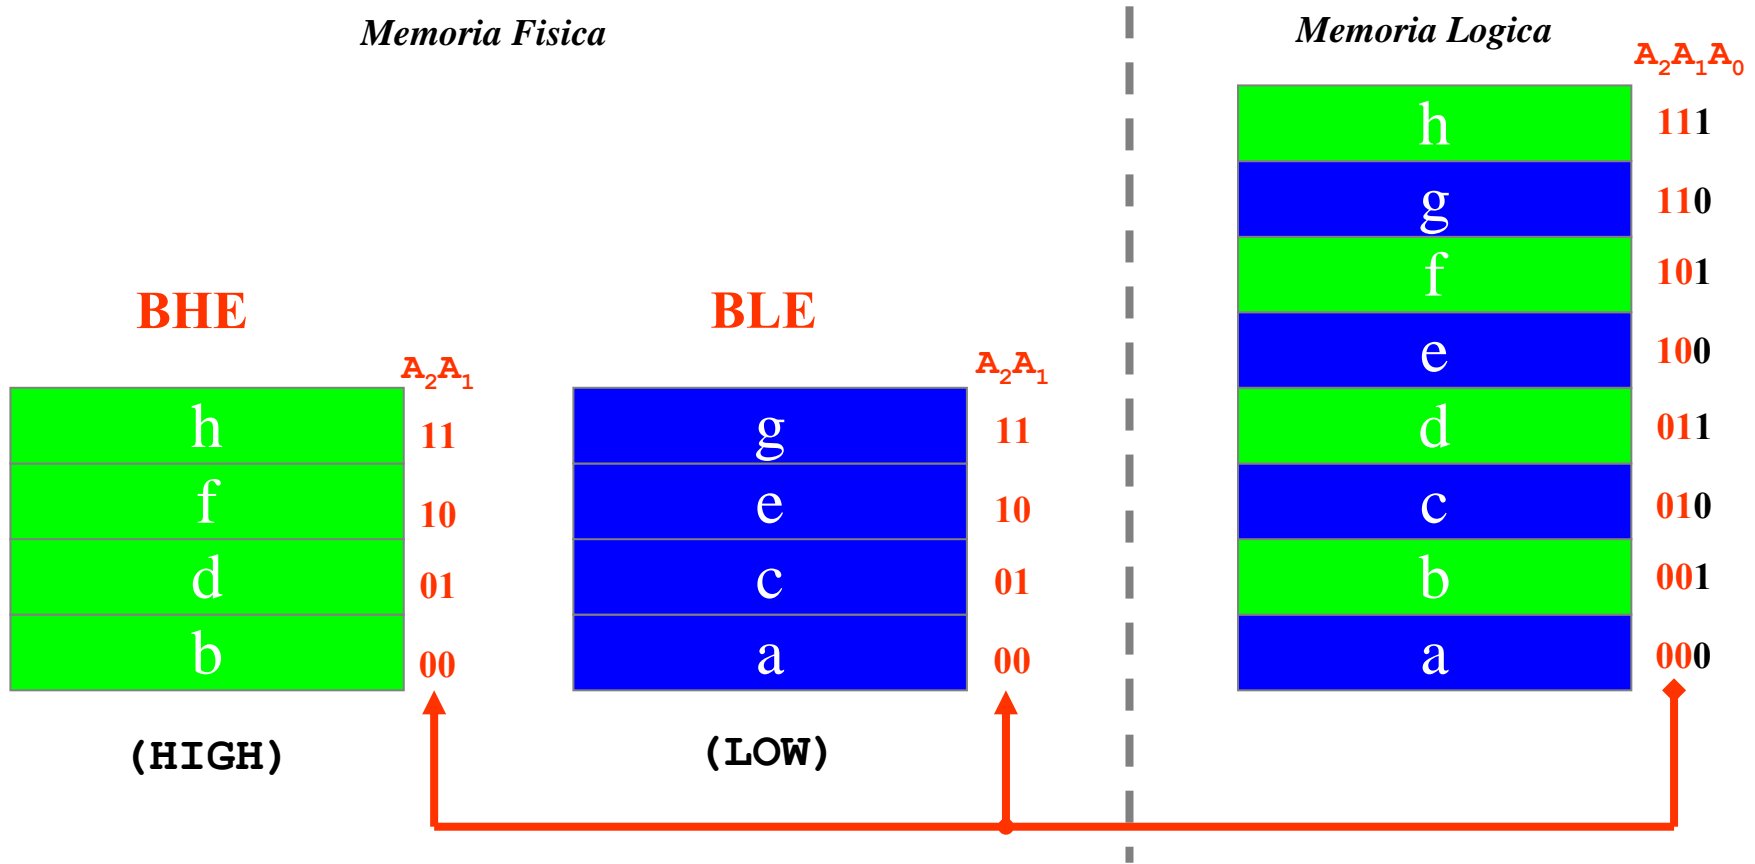 Memoria Fisica
Memoria Logica
A2A1A0
h 111
g 110
f 101
e 100
d 011
c 010
b 001
a 000
BHE
A2A1
h 11
f 10
d 01
b 00
(HIGH)
BLE
A2A1
g 11
e 10
c 01
a 00
(LOW)